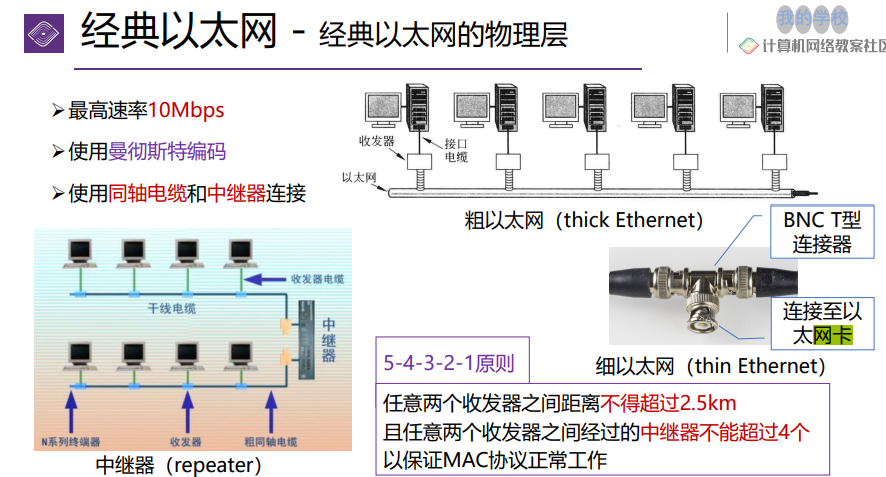 经典以太网 - 经典以太网的物理层
我的学校
计算机网络教案社区
➢最高速率10Mbps
➢使用曼彻斯特编码
➢使用同轴电缆和中继器连接
收发器
接口
电缆
以太网
粗以太网（thick Ethernet）
BNC T型
连接器
连接至以
太网卡
细以太网（thin Ethernet）
收发器电缆
干线电缆
中继器
N系列终端器
收发器
粗同轴电缆
中继器（repeater）
5-4-3-2-1原则
任意两个收发器之间距离不得超过2.5km
且任意两个收发器之间经过的中继器不能超过4个
以保证MAC协议正常工作